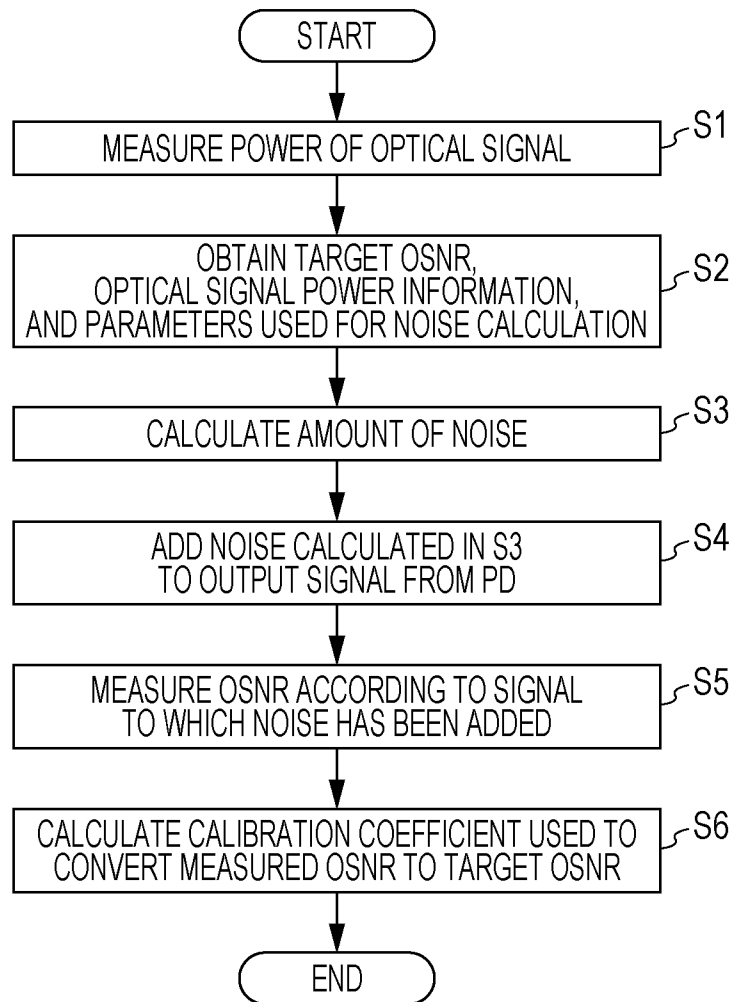 START
MEASURE POWER OF OPTICAL SIGNAL
S1
OBTAIN TARGET OSNR,
OPTICAL SIGNAL POWER INFORMATION,
AND PARAMETERS USED FOR NOISE CALCULATION
S2
CALCULATE AMOUNT OF NOISE
S3
ADD NOISE CALCULATED IN S3
TO OUTPUT SIGNAL FROM PD
S4
MEASURE OSNR ACCORDING TO SIGNAL
TO WHICH NOISE HAS BEEN ADDED
S5
CALCULATE CALIBRATION COEFFICIENT USED TO
CONVERT MEASURED OSNR TO TARGET OSNR
S6
END